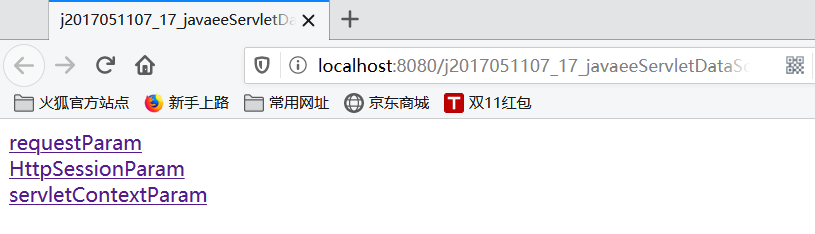 j2017051107_17_javaeeServletDa
localhost:8080/j2017051107_17_javaeeServletDataSc
火狐官方站点 新手上路 常用网址 京东商城 T 双11红包
requestParam
HttpSessionParam
servletContextParam